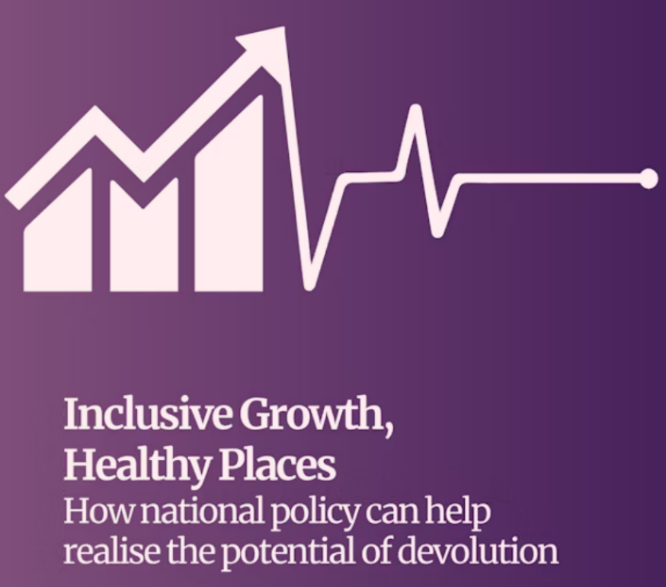 Inclusive Growth,
Healthy Places
How national policy can help
realise the potential of devolution